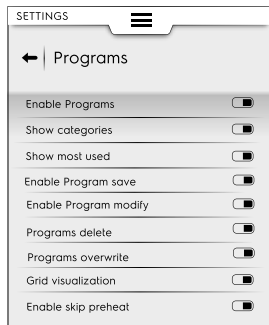 SETTINGS
Programs
Enable Programs
Show categories
Show most used
Enable Program save
Enable Program modify
Programs delete
Programs overwrite
Grid visualization
Enable skip preheat